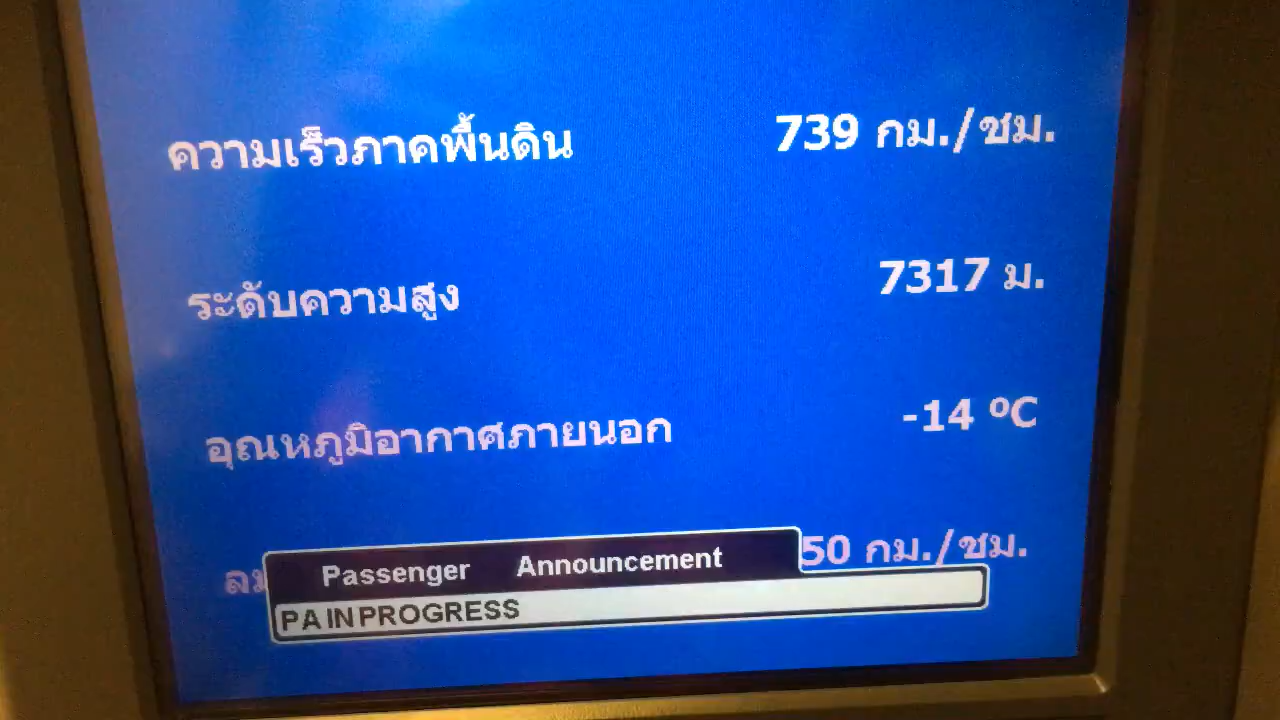 ความเร็วภาคพื้นดิน 739 กม./ชม.
ระดับความสูง 7317 ม.
อุณหภูมิอากาศภายนอก -14 ºC
50 กม./ชม.
Passenger Announcement
PA IN PROGRESS